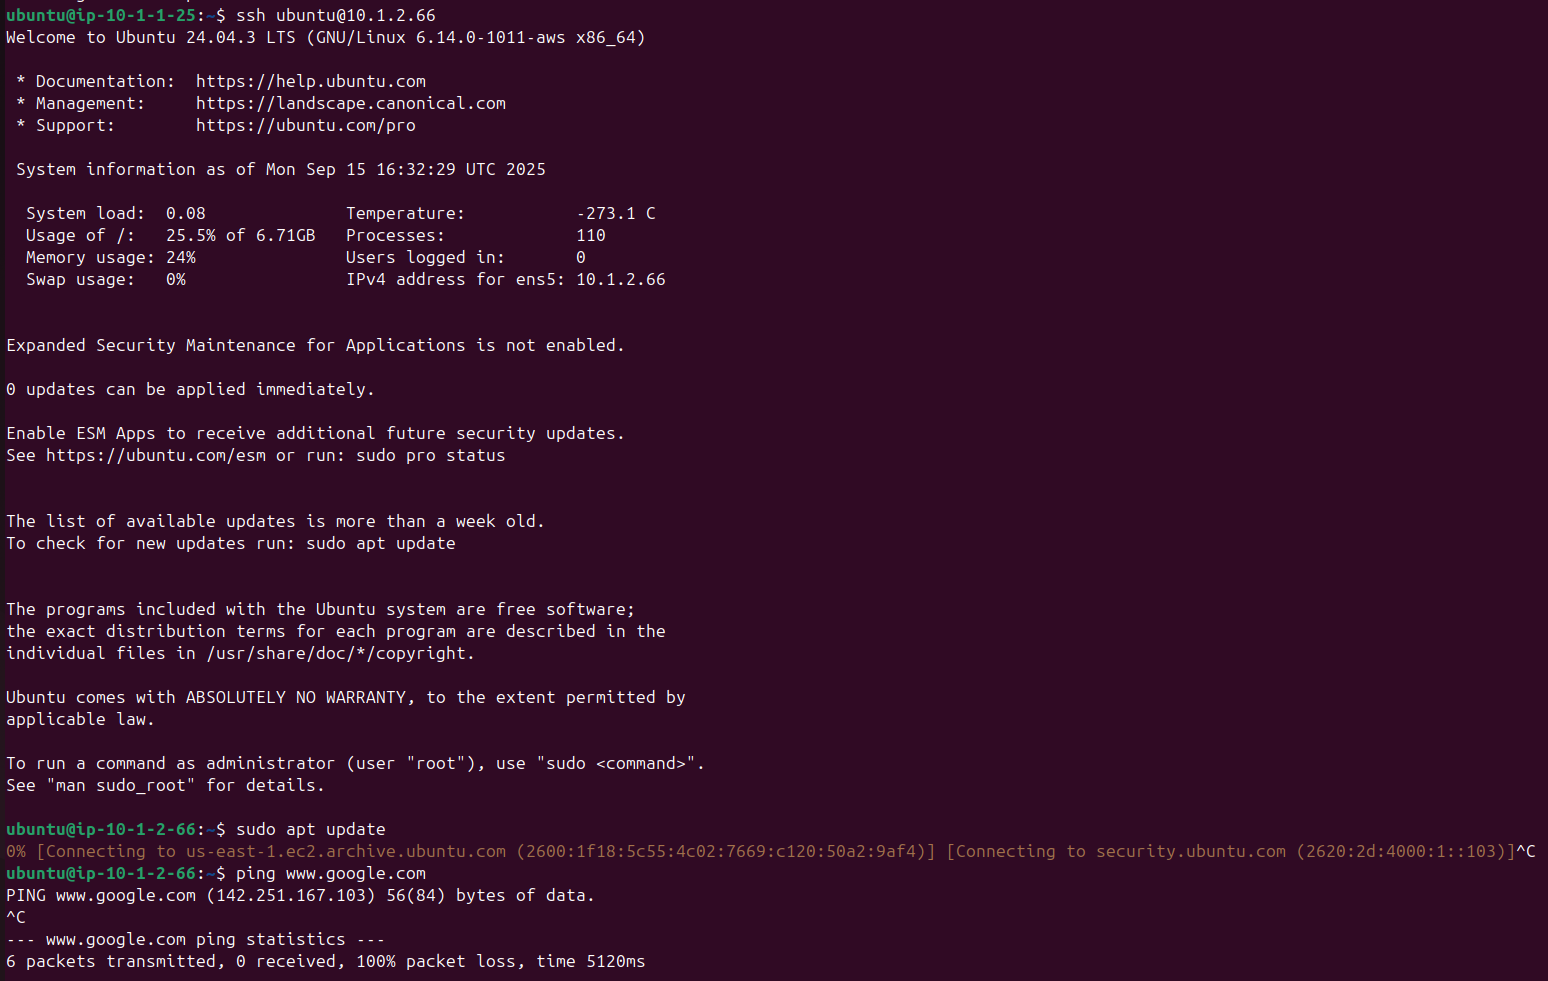 ubuntu@ip-10-1-1-25:~$ ssh ubuntu@10.1.2.66
Welcome to Ubuntu 24.04.3 LTS (GNU/Linux 6.14.0-1011-aws x86_64)

 * Documentation:  https://help.ubuntu.com
 * Management:     https://landscape.canonical.com
 * Support:        https://ubuntu.com/pro

 System information as of Mon Sep 15 16:32:29 UTC 2025

  System load:  0.08              Temperature:           -273.1 C
  Usage of /:   25.5% of 6.71GB   Processes:             110
  Memory usage: 24%               Users logged in:       0
  Swap usage:   0%                IPv4 address for ens5: 10.1.2.66


Expanded Security Maintenance for Applications is not enabled.

0 updates can be applied immediately.

Enable ESM Apps to receive additional future security updates.
See https://ubuntu.com/esm or run: sudo pro status


The list of available updates is more than a week old.
To check for new updates run: sudo apt update


The programs included with the Ubuntu system are free software;
the exact distribution terms for each program are described in the
individual files in /usr/share/doc/*/copyright.

Ubuntu comes with ABSOLUTELY NO WARRANTY, to the extent permitted by
applicable law.

To run a command as administrator (user "root"), use "sudo <command>".
See "man sudo_root" for details.

ubuntu@ip-10-1-2-66:~$ sudo apt update
0% [Connecting to us-east-1.ec2.archive.ubuntu.com (2600:1f18:5c55:4c02:7669:c120:50a2:9af4)] [Connecting to security.ubuntu.com (2620:2d:4000:1::103)]^C
ubuntu@ip-10-1-2-66:~$ ping www.google.com
PING www.google.com (142.251.167.103) 56(84) bytes of data.
^C
--- www.google.com ping statistics ---
6 packets transmitted, 0 received, 100% packet loss, time 5120ms